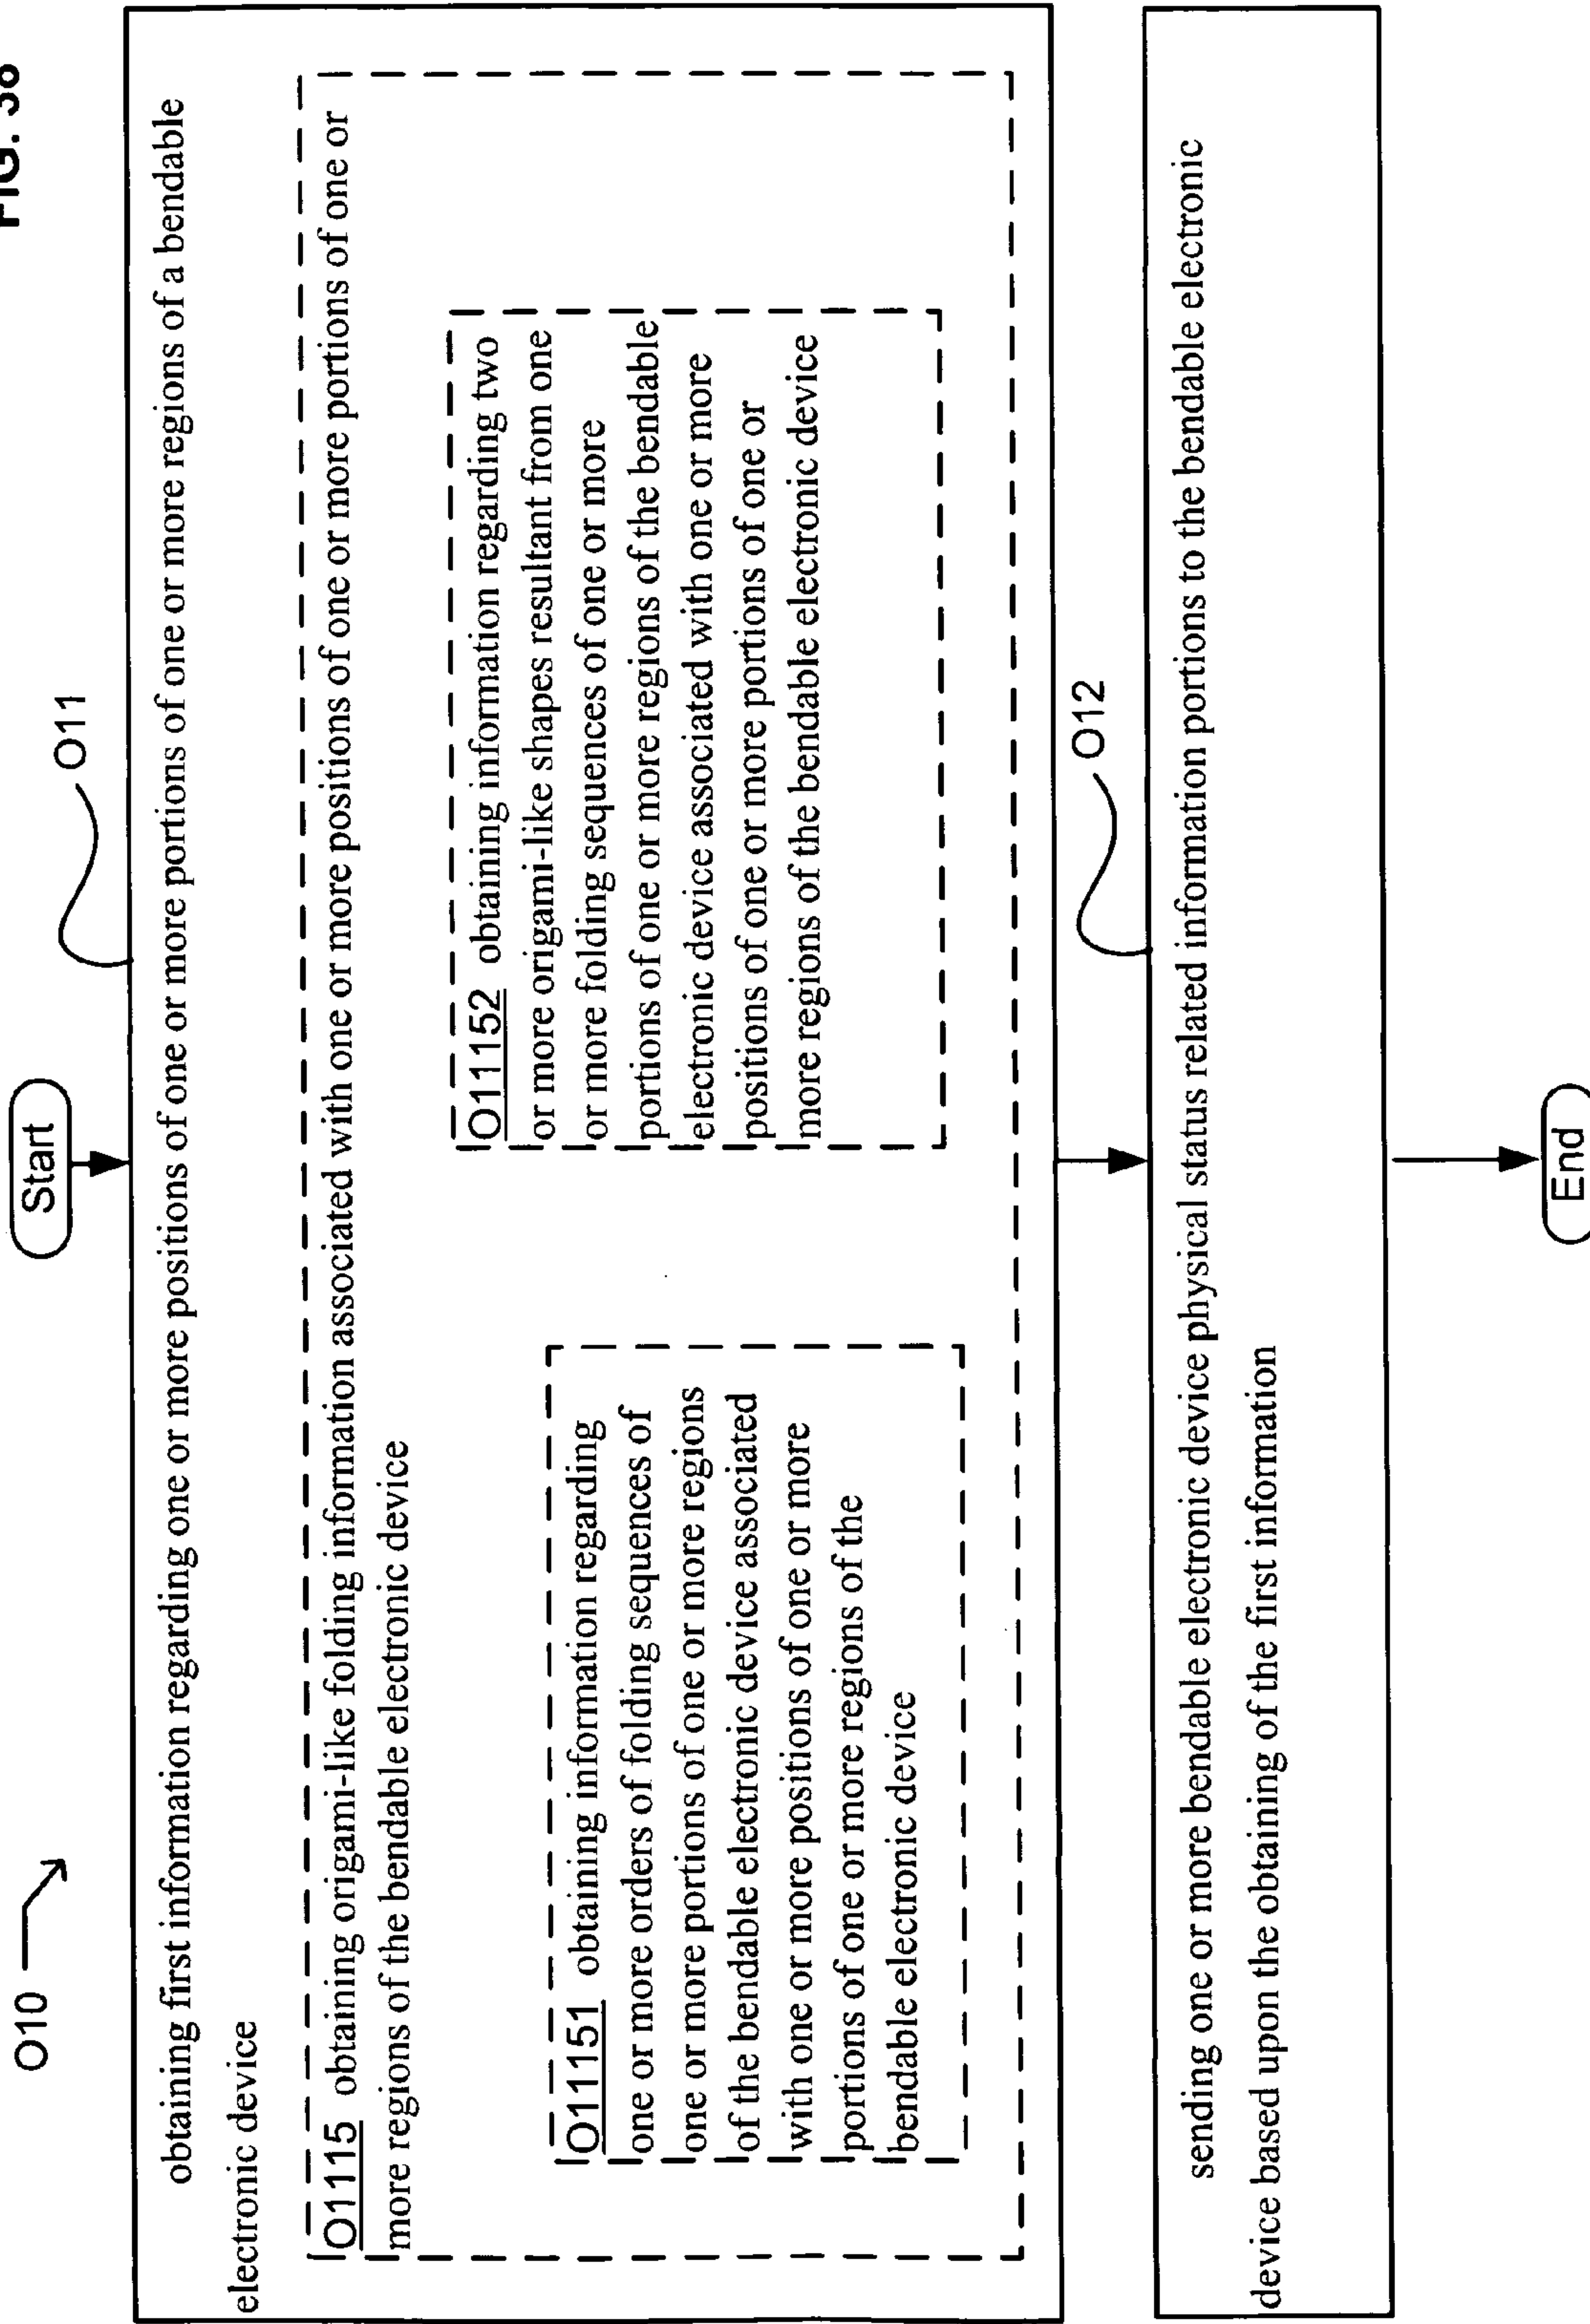 FIG. 38
O10
Start
O11
obtaining first information regarding one or more positions of one or more portions of one or more regions of a bendable
electronic device
O1115 obtaining origami-like folding information associated with one or more positions of one or more portions of one or
more regions of the bendable electronic device
O11151 obtaining information regarding
one or more orders of folding sequences of
one or more portions of one or more regions
of the bendable electronic device associated
with one or more positions of one or more
portions of one or more regions of the
bendable electronic device
O11152 obtaining information regarding two
or more origami-like shapes resultant from one
or more folding sequences of one or more
portions of one or more regions of the bendable
electronic device associated with one or more
positions of one or more portions of one or
more regions of the bendable electronic device
O12
sending one or more bendable electronic device physical status related information portions to the bendable electronic
device based upon the obtaining of the first information
End